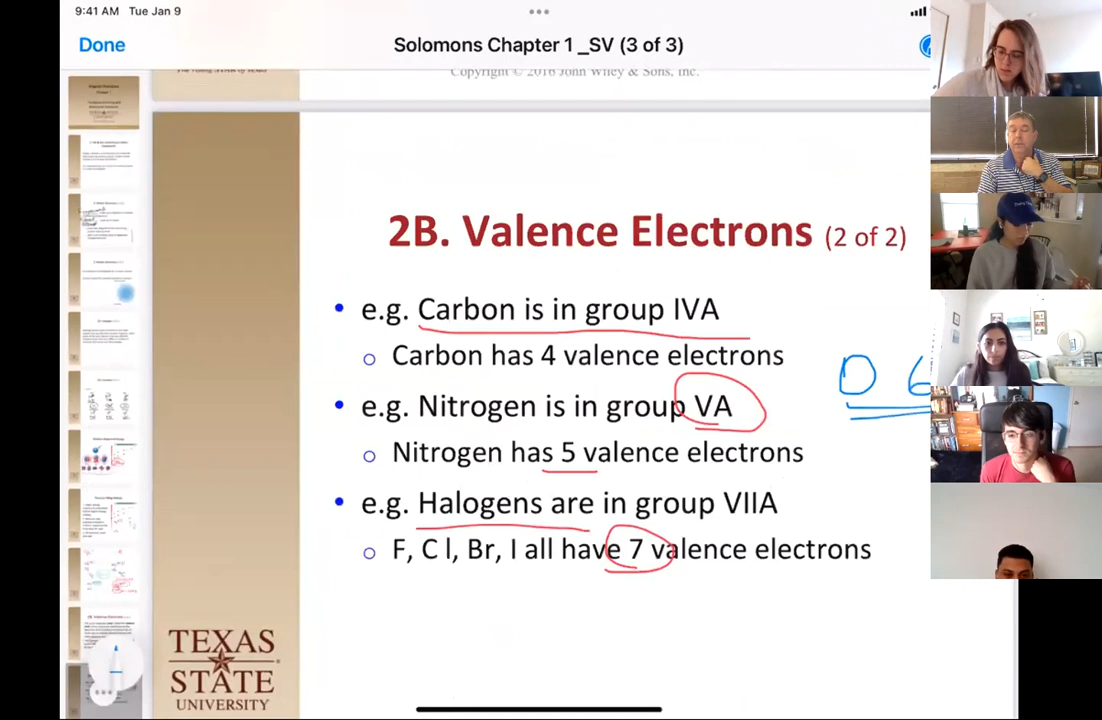 9:41 AM Tue Jan 9
Done
Solomons Chapter 1 _SV (3 of 3)
Copyright © 2016 John Wiley & Sons, Inc.
2B. Valence Electrons (2 of 2)
• e.g. Carbon is in group IVA
o Carbon has 4 valence electrons
O 6
• e.g. Nitrogen is in group VA
o Nitrogen has 5 valence electrons
• e.g. Halogens are in group VIIA
o F, C l, Br, I all have 7 valence electrons
TEXAS
STATE
UNIVERSITY